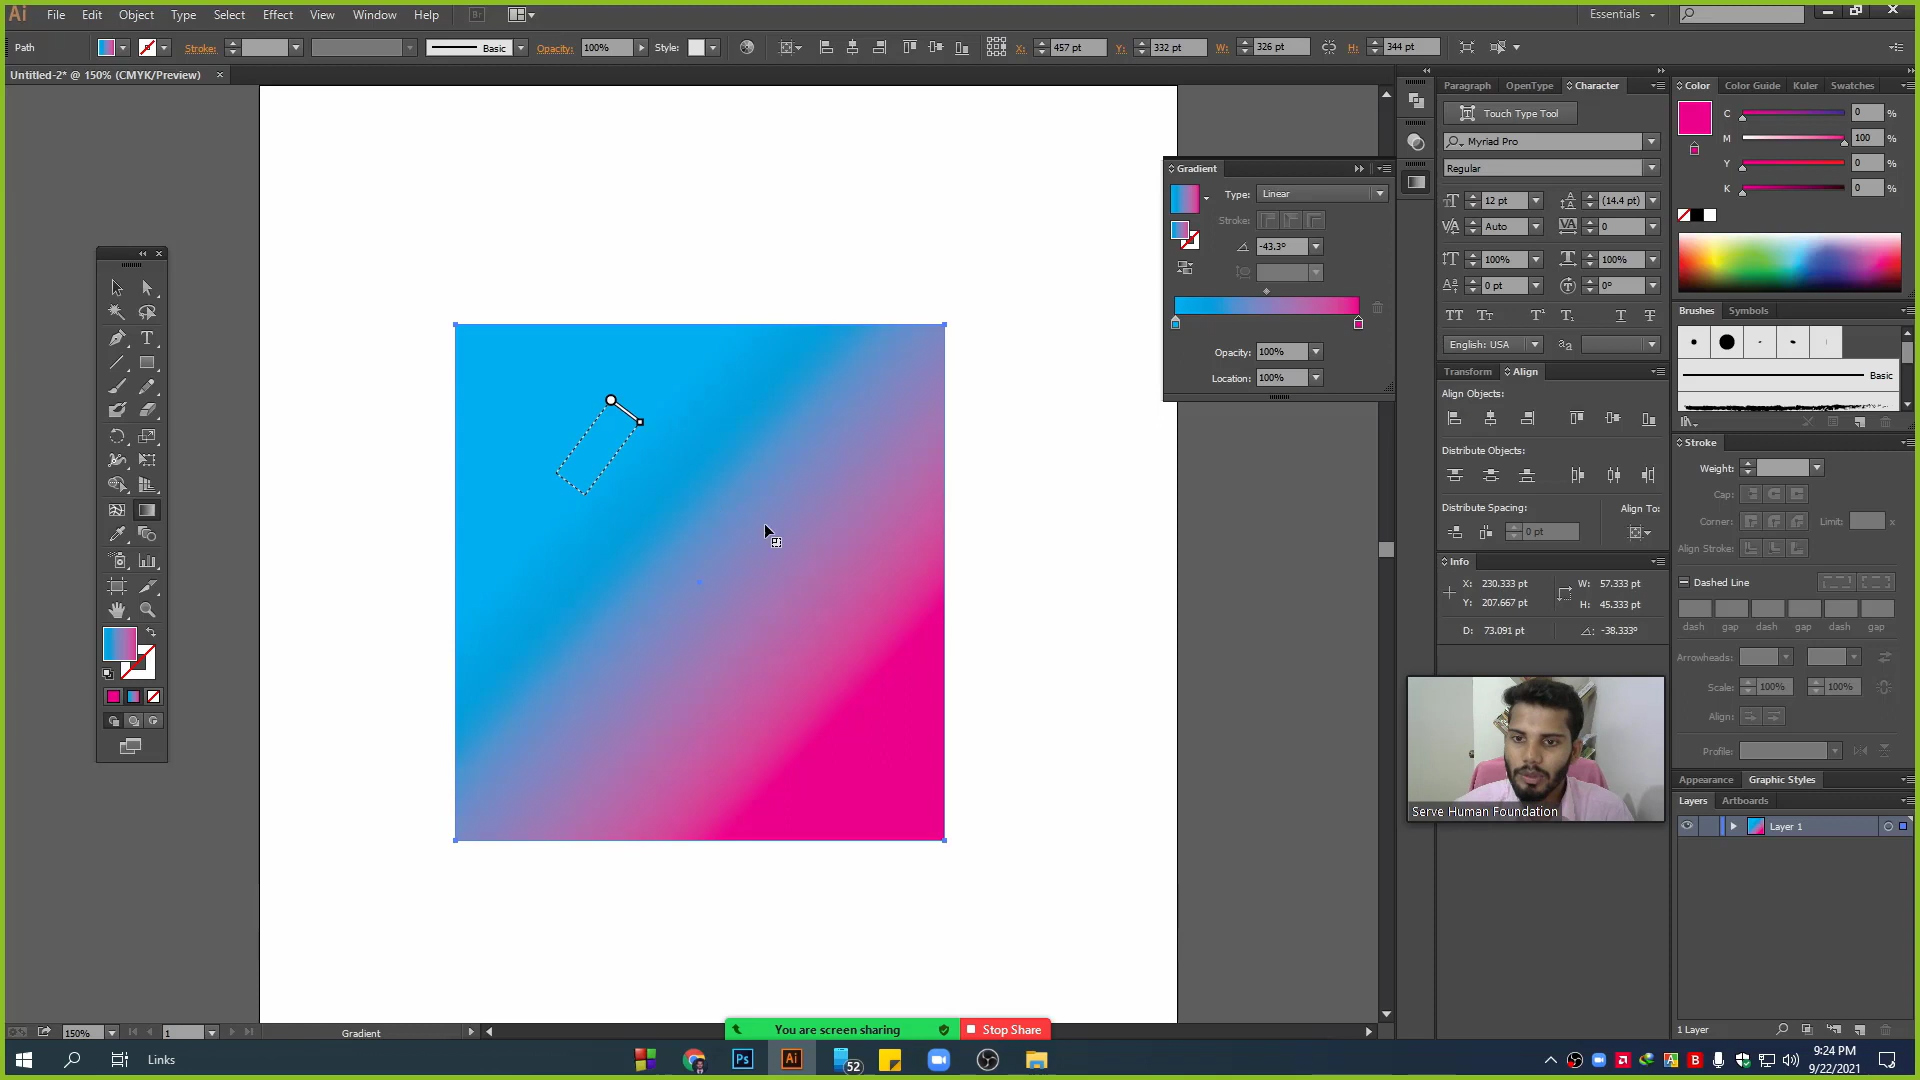 Ai File Edit Object Type Select Effect View Window Help Br Essentials
Path Stroke: Basic Opacity: 100% Style: X: 457 pt Y: 332 pt W: 326 pt H: 344 pt
Untitled-2* @ 150% (CMYK/Preview) ×
Gradient
Type: Linear
Stroke:
-43.3°
Opacity: 100%
Location: 100%
Paragraph OpenType Character
Touch Type Tool
Myriad Pro
Regular
12 pt (14.4 pt)
Auto 0
100% 100%
0 pt 0°
English: USA
Transform Align
Align Objects:
Distribute Objects:
Distribute Spacing: Align To:
0 pt
Info
X: 230.333 pt W: 57.333 pt
Y: 207.667 pt H: 45.333 pt
D: 73.091 pt -38.333°
Color Color Guide Kuler Swatches
C 0 %
M 100 %
Y 0 %
K 0 %
Brushes Symbols
Basic
Stroke
Weight:
Cap:
Corner: Limit: x
Align Stroke:
Dashed Line
dash gap dash gap dash gap
Arrowheads:
Scale: 100% 100%
Align:
Profile:
Appearance Graphic Styles
Layers Artboards
Layer 1
1 Layer
Serve Human Foundation
150% 1 Gradient
You are screen sharing Stop Share
Links Ps Ai 52
9:24 PM
9/22/2021